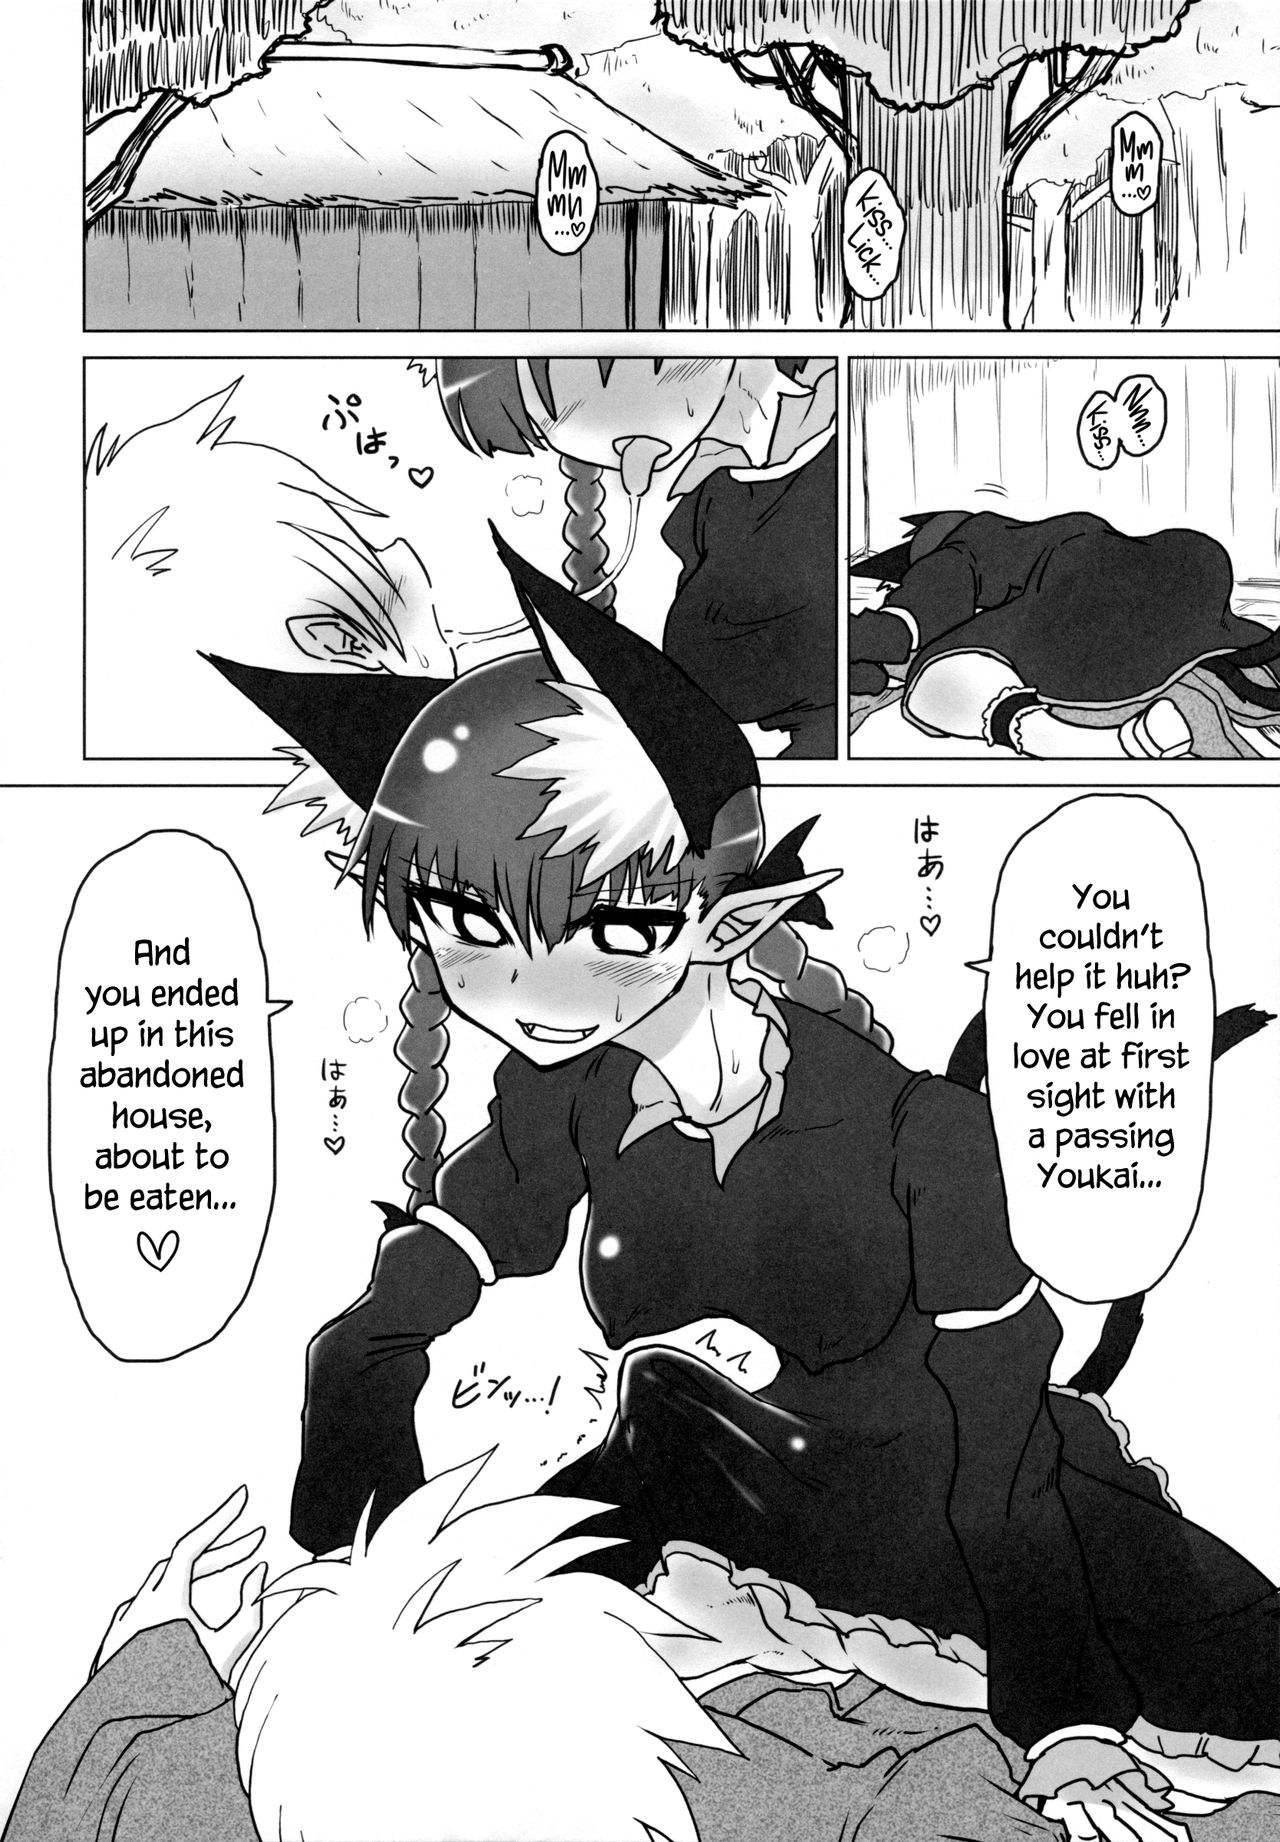 Mm
m
...♡
KISS...
LICK...
Mm
mh
...♡
Mmm...
KISS...
ぷはっ♡
You
couldn't
help it huh?
You fell in
love at first
sight with
a passing
Youkai...
はぁ...♡
はぁ...♡
And
you ended
up in this
abandoned
house,
about to
be eaten...
♡
ビンッ...!